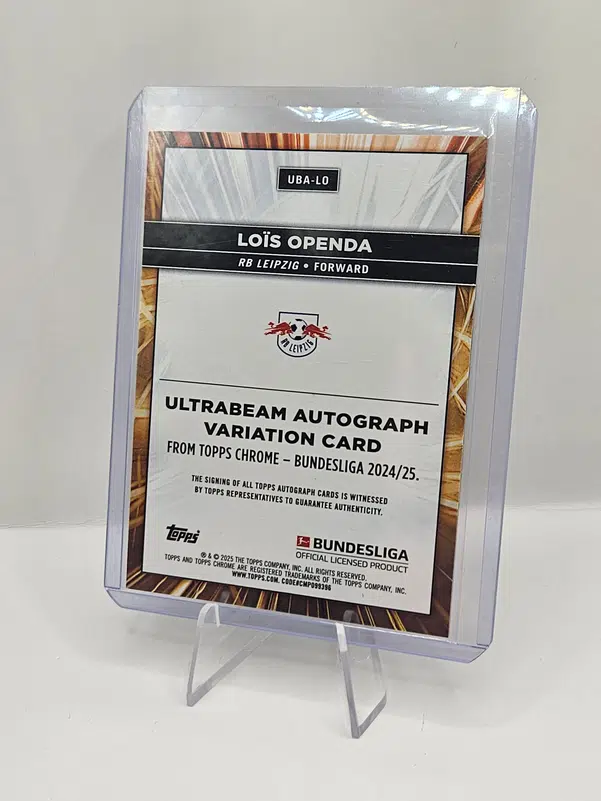 UBA-LO
LOÏS OPENDA
RB LEIPZIG • FORWARD
RB LEIPZIG
ULTRABEAM AUTOGRAPH
VARIATION CARD
FROM TOPPS CHROME – BUNDESLIGA 2024/25.
THE SIGNING OF ALL TOPPS AUTOGRAPH CARDS IS WITNESSED
BY TOPPS REPRESENTATIVES TO GUARANTEE AUTHENTICITY.
Topps
BUNDESLIGA
OFFICIAL LICENSED PRODUCT
® & © 2025 THE TOPPS COMPANY, INC. ALL RIGHTS RESERVED.
TOPPS AND TOPPS CHROME ARE REGISTERED TRADEMARKS OF THE TOPPS COMPANY, INC.
WWW.TOPPS.COM. CODE#CMP099396